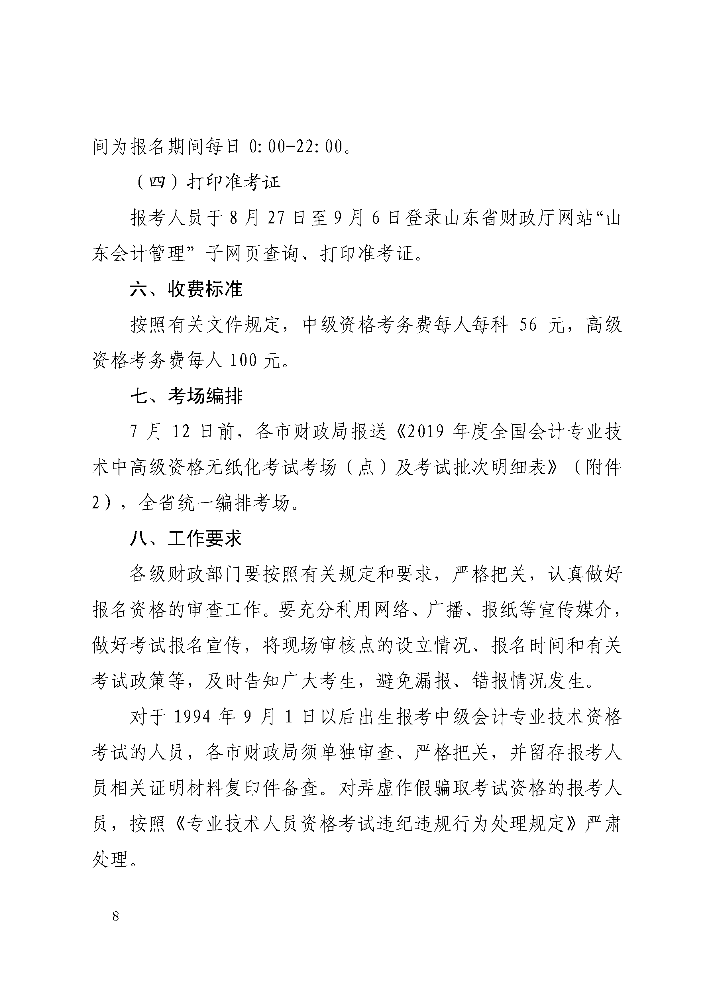 间为报名期间每日 0：00-22：00。
（四）打印准考证
报考人员于 8 月 27 日至 9 月 6 日登录山东省财政厅网站“山
东会计管理”子网页查询、打印准考证。
六、收费标准
按照有关文件规定，中级资格考务费每人每科 56 元，高级
资格考务费每人 100 元。
七、考场编排
7 月 12 日前，各市财政局报送《2019 年度全国会计专业技
术中高级资格无纸化考试考场（点）及考试批次明细表》（附件
2），全省统一编排考场。
八、工作要求
各级财政部门要按照有关规定和要求，严格把关，认真做好
报名资格的审查工作。要充分利用网络、广播、报纸等宣传媒介，
做好考试报名宣传，将现场审核点的设立情况、报名时间和有关
考试政策等，及时告知广大考生，避免漏报、错报情况发生。
对于 1994 年 9 月 1 日以后出生报考中级会计专业技术资格
考试的人员，各市财政局须单独审查、严格把关，并留存报考人
员相关证明材料复印件备查。对弄虚作假骗取考试资格的报考人
员，按照《专业技术人员资格考试违纪违规行为处理规定》严肃
处理。
— 8 —